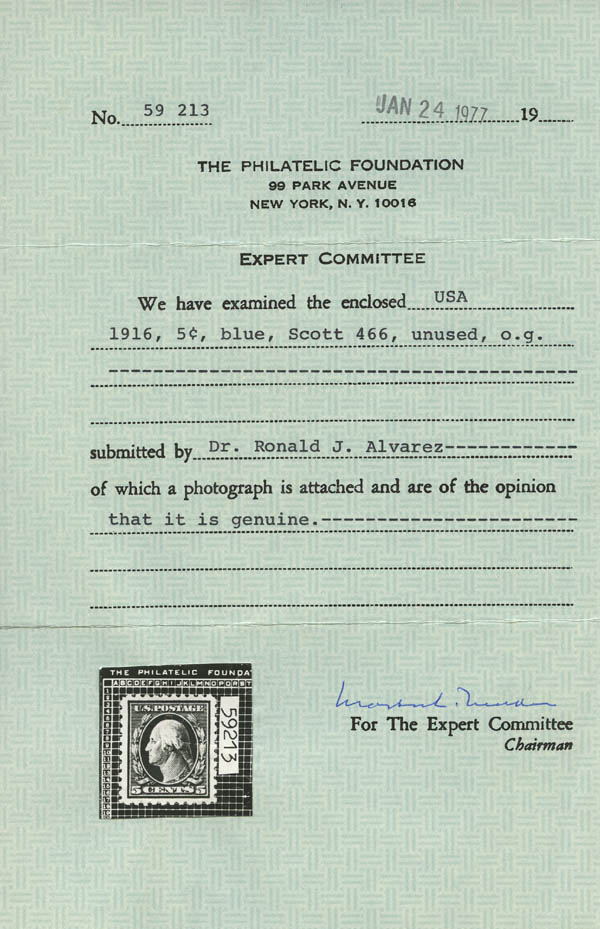 No. 59 213 JAN 24 1977 19
THE PHILATELIC FOUNDATION
99 PARK AVENUE
NEW YORK, N. Y. 10016
EXPERT COMMITTEE
We have examined the enclosed USA
1916, 5¢, blue, Scott 466, unused, o.g.
submitted by Dr. Ronald J. Alvarez
of which a photograph is attached and are of the opinion
that it is genuine.
THE PHILATELIC FOUNDA
ABCDEFGHIJKLMNOPQRST
U.S. POSTAGE
59213
5 CENTS 5
For The Expert Committee
Chairman